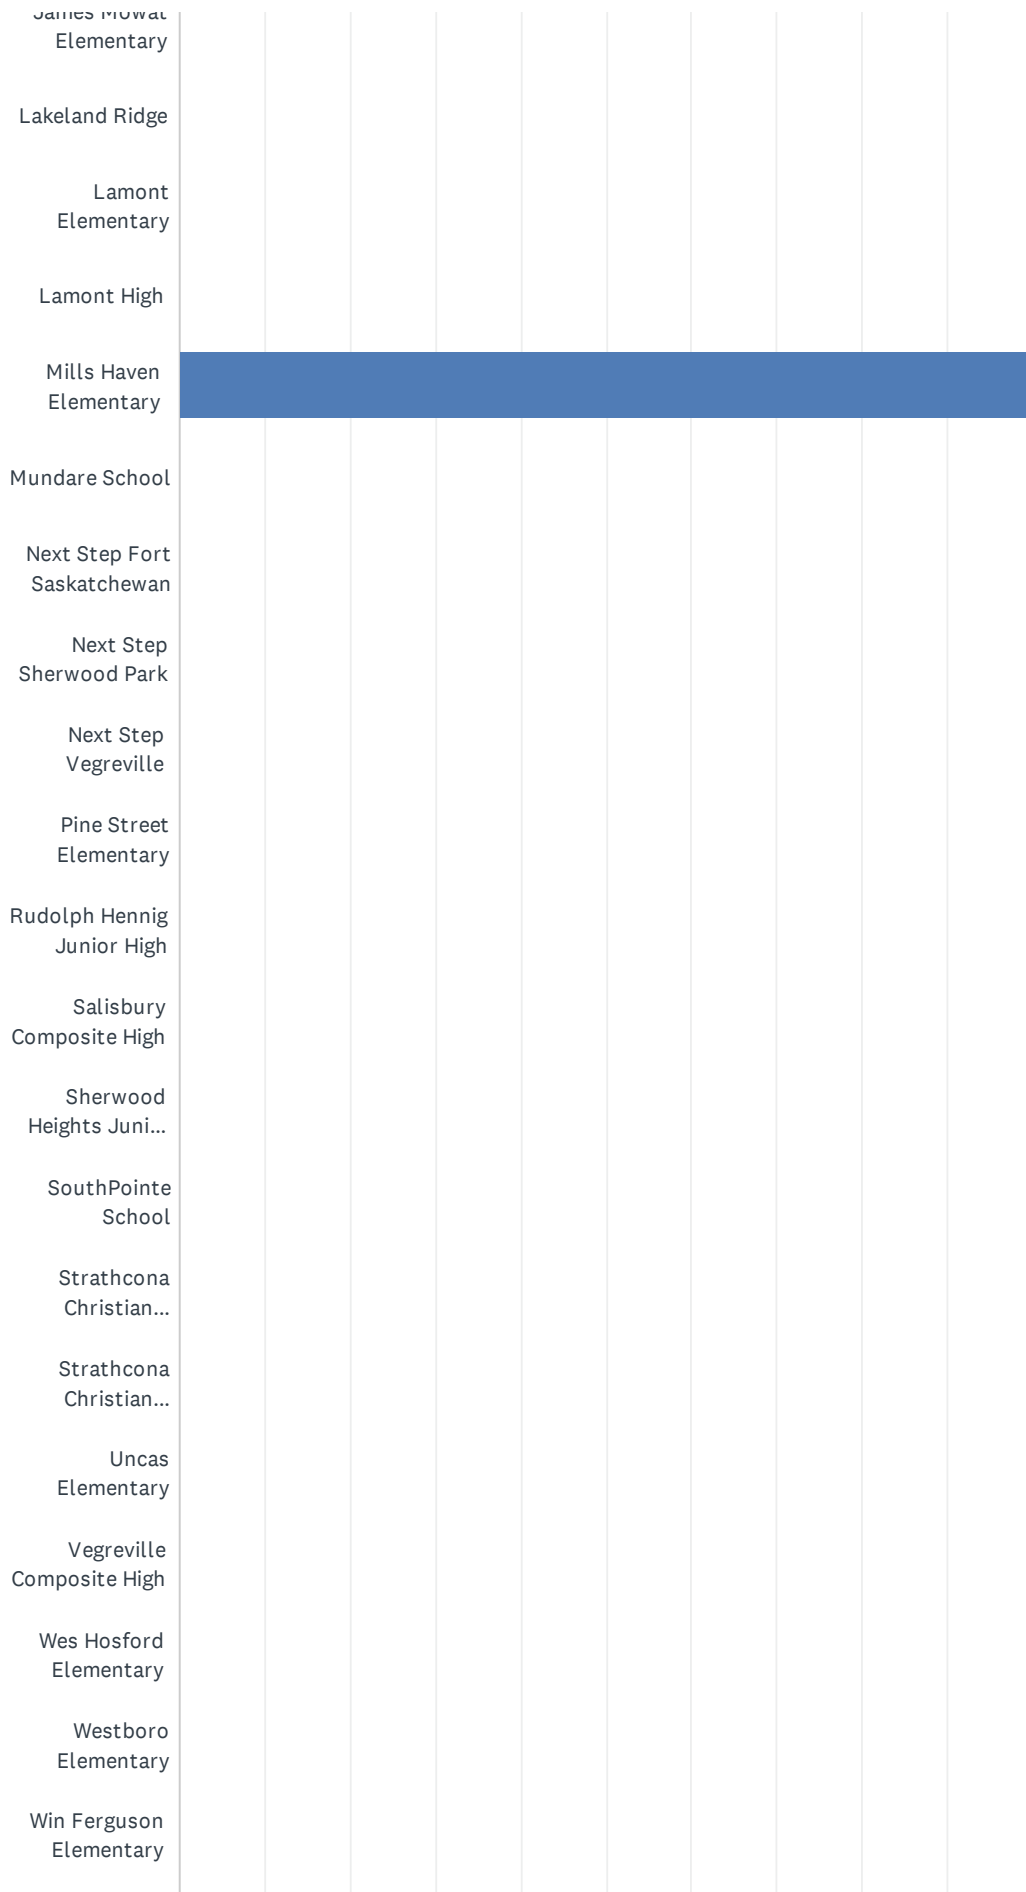 James Mowat
Elementary
Lakeland Ridge
Lamont
Elementary
Lamont High
Mills Haven
Elementary
Mundare School
Next Step Fort
Saskatchewan
Next Step
Sherwood Park
Next Step
Vegreville
Pine Street
Elementary
Rudolph Hennig
Junior High
Salisbury
Composite High
Sherwood
Heights Juni...
SouthPointe
School
Strathcona
Christian...
Strathcona
Christian...
Uncas
Elementary
Vegreville
Composite High
Wes Hosford
Elementary
Westboro
Elementary
Win Ferguson
Elementary